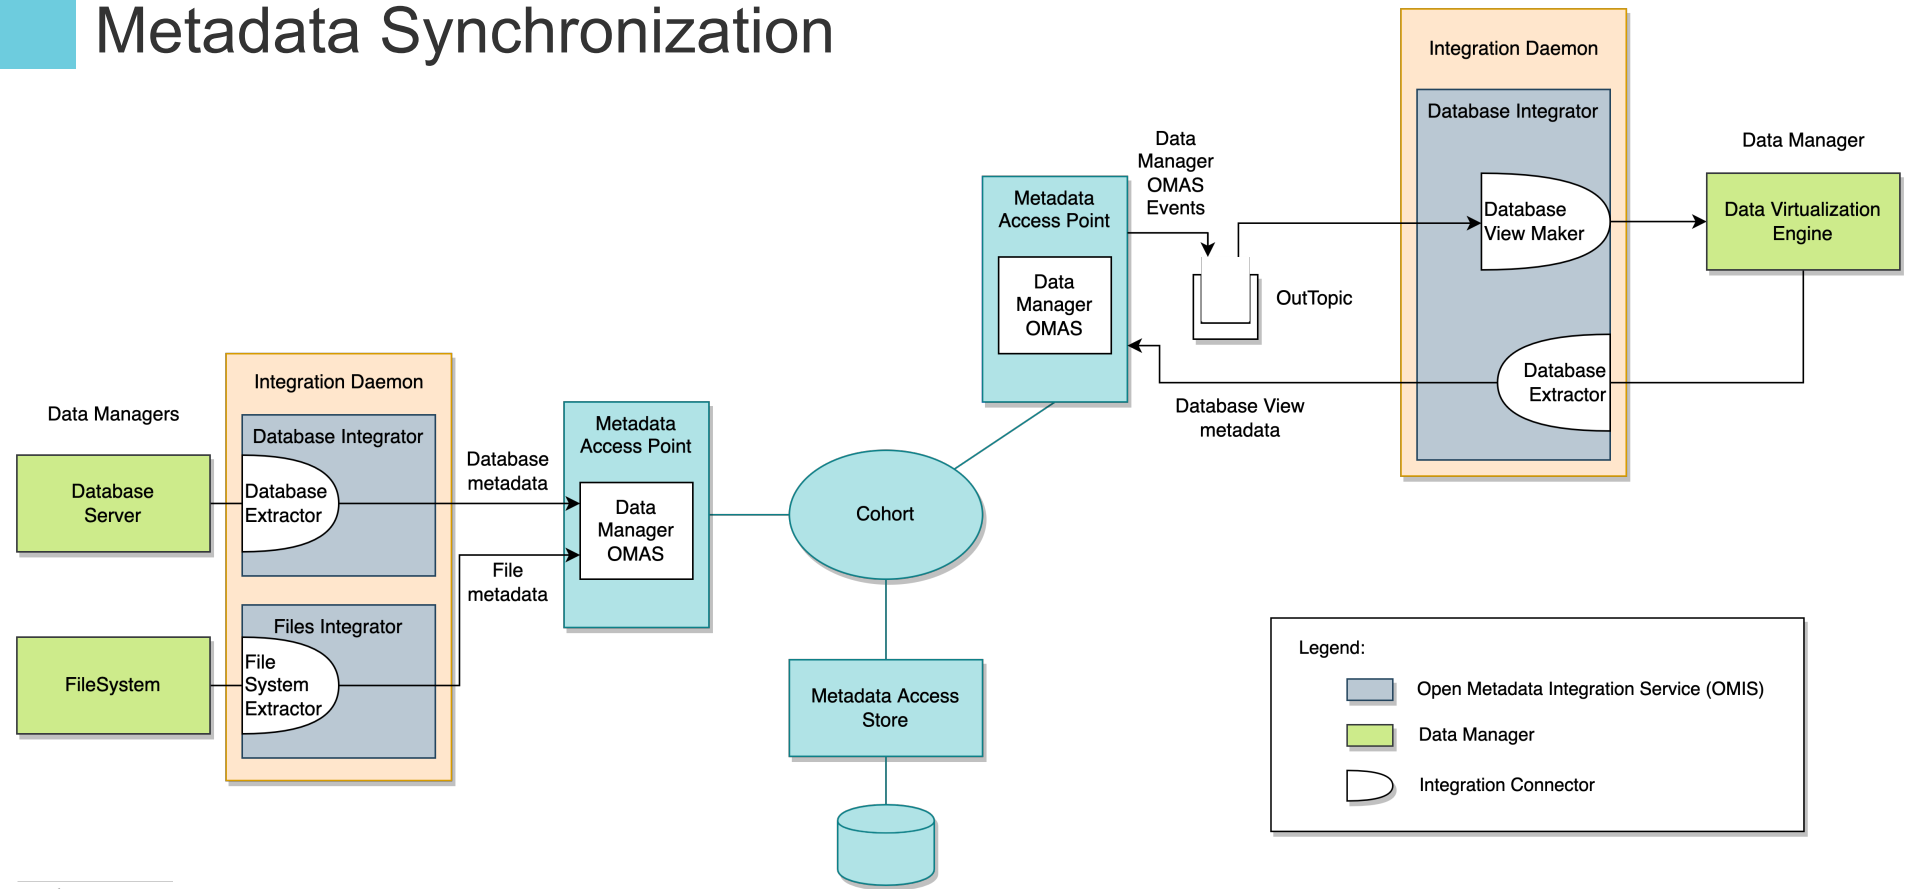 Metadata Synchronization
Integration Daemon
Database Integrator
Data Manager
Data
Manager
OMAS
Events
Metadata
Access Point
Data
Manager
OMAS
OutTopic
Database
View Maker
Data Virtualization
Engine
Database
Extractor
Database View
metadata
Integration Daemon
Data Managers
Database Integrator
Database
Server
Database
Extractor
Database
metadata
Metadata
Access Point
Data
Manager
OMAS
File
metadata
Files Integrator
FileSystem
File
System
Extractor
Cohort
Metadata Access
Store
Legend:
Open Metadata Integration Service (OMIS)
Data Manager
Integration Connector